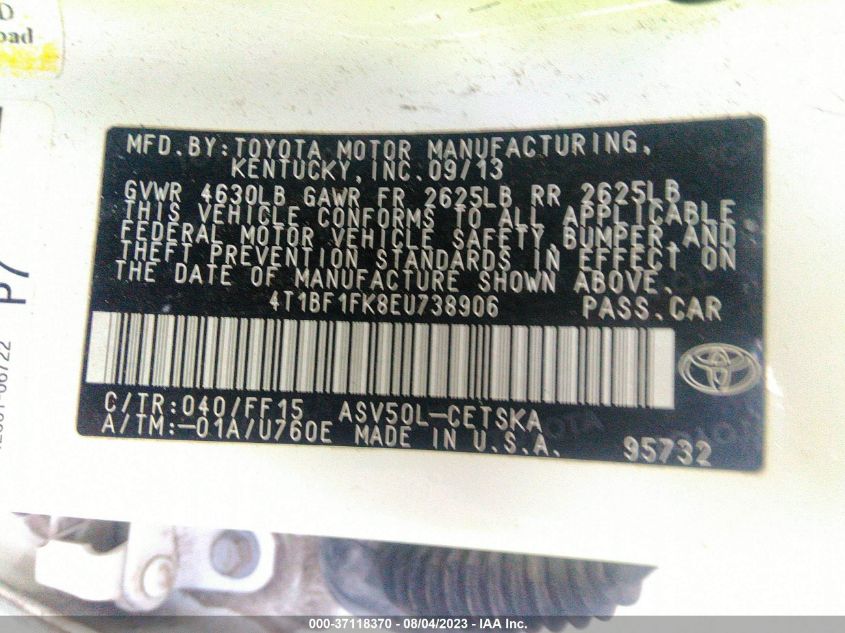 D
oad
P7
MFD. BY: TOYOTA MOTOR MANUFACTURING,
KENTUCKY, INC. 09/13
GVWR 4630LB GAWR FR 2625LB RR 2625LB
THIS VEHICLE CONFORMS TO ALL APPLICABLE
FEDERAL MOTOR VEHICLE SAFETY, BUMPER, AND
THEFT PREVENTION STANDARDS IN EFFECT ON
THE DATE OF MANUFACTURE SHOWN ABOVE.
4T1BF1FK8EU738906 PASS. CAR
C/TR: 040/FF15 ASV50L-CETSKA
A/TM:-01A/U760E MADE IN U.S.A. 95732
000-37118370 - 08/04/2023 - IAA Inc.